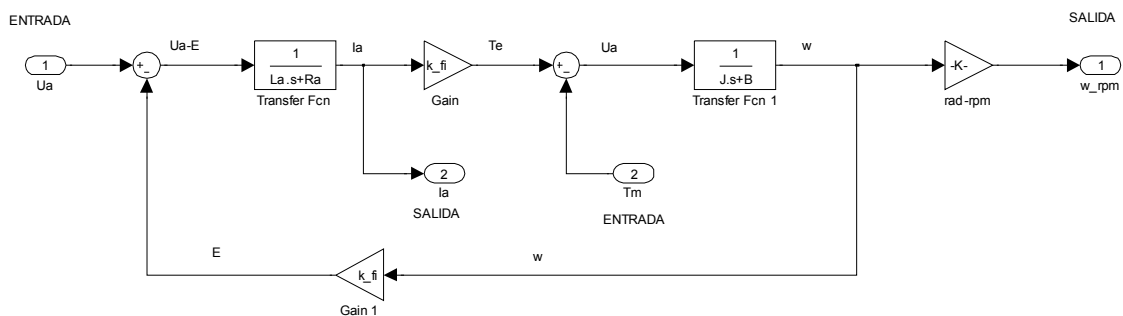 ENTRADA
SALIDA
Ua-E
Ia
Te
Ua
w
1
Ua
+
-
1
La.s+Ra
Transfer Fcn
k_fi
Gain
+
-
1
J.s+B
Transfer Fcn 1
-K-
rad-rpm
1
w_rpm
2
Ia
SALIDA
2
Tm
ENTRADA
E
w
k_fi
Gain 1